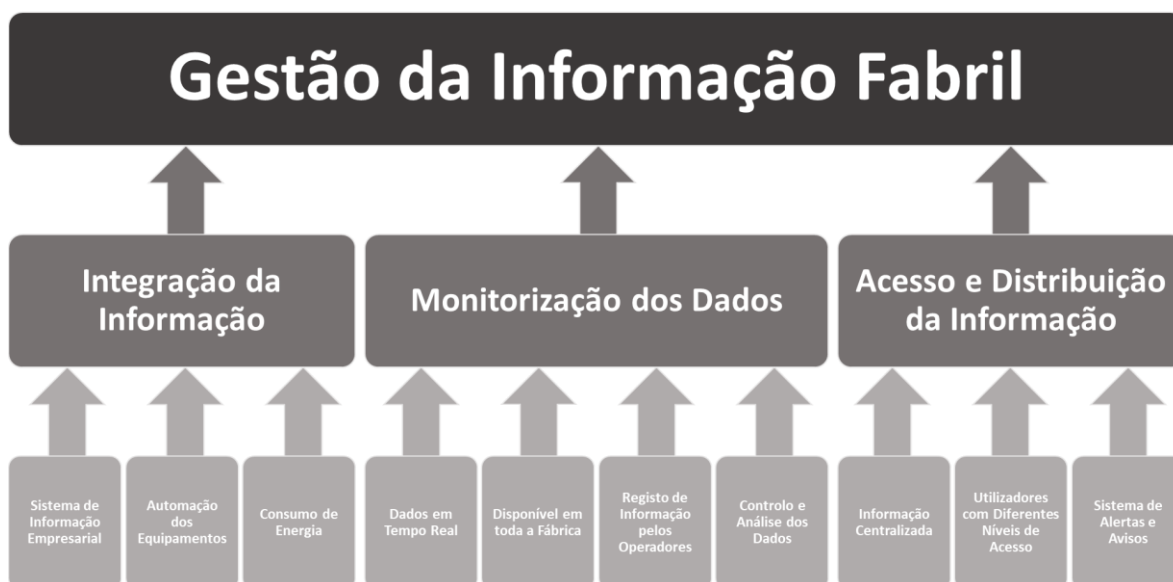 Gestão da Informação Fabril
Integração da
Informação
Monitorização dos Dados
Acesso e Distribuição
da Informação
Sistema de
Informação
Empresarial
Automação
dos
Equipamentos
Consumo de
Energia
Dados em
Tempo Real
Disponível em
toda a Fábrica
Registo de
Informação
pelos
Operadores
Controlo e
Análise dos
Dados
Informação
Centralizada
Utilizadores
com Diferentes
Níveis de
Acesso
Sistema de
Alertas e
Avisos